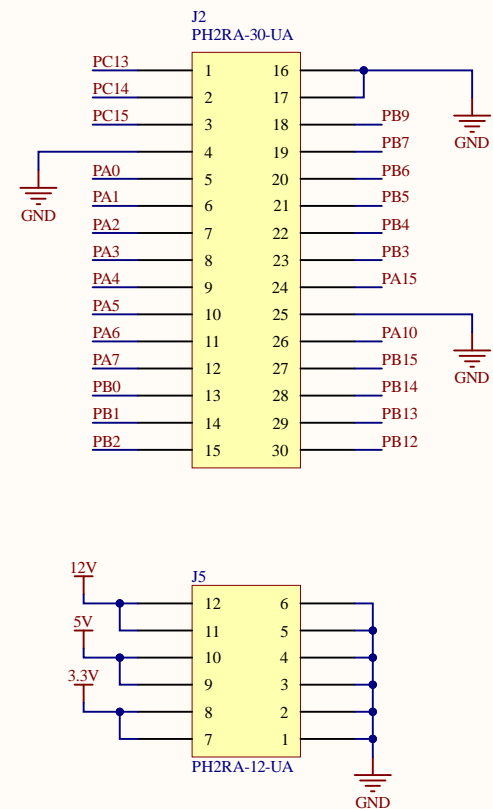 J2
PH2RA-30-UA
PC13 1 16
PC14 2 17
PC15 3 18 PB9
GND
4 19 PB7
PA0 5 20 PB6
GND
PA1 6 21 PB5
PA2 7 22 PB4
PA3 8 23 PB3
PA4 9 24 PA15
PA5 10 25
PA6 11 26 PA10
PA7 12 27 PB15
GND
PB0 13 28 PB14
PB1 14 29 PB13
PB2 15 30 PB12
J5
12V
12 6
5V
11 5
10 4
3.3V
9 3
8 2
7 1
PH2RA-12-UA
GND